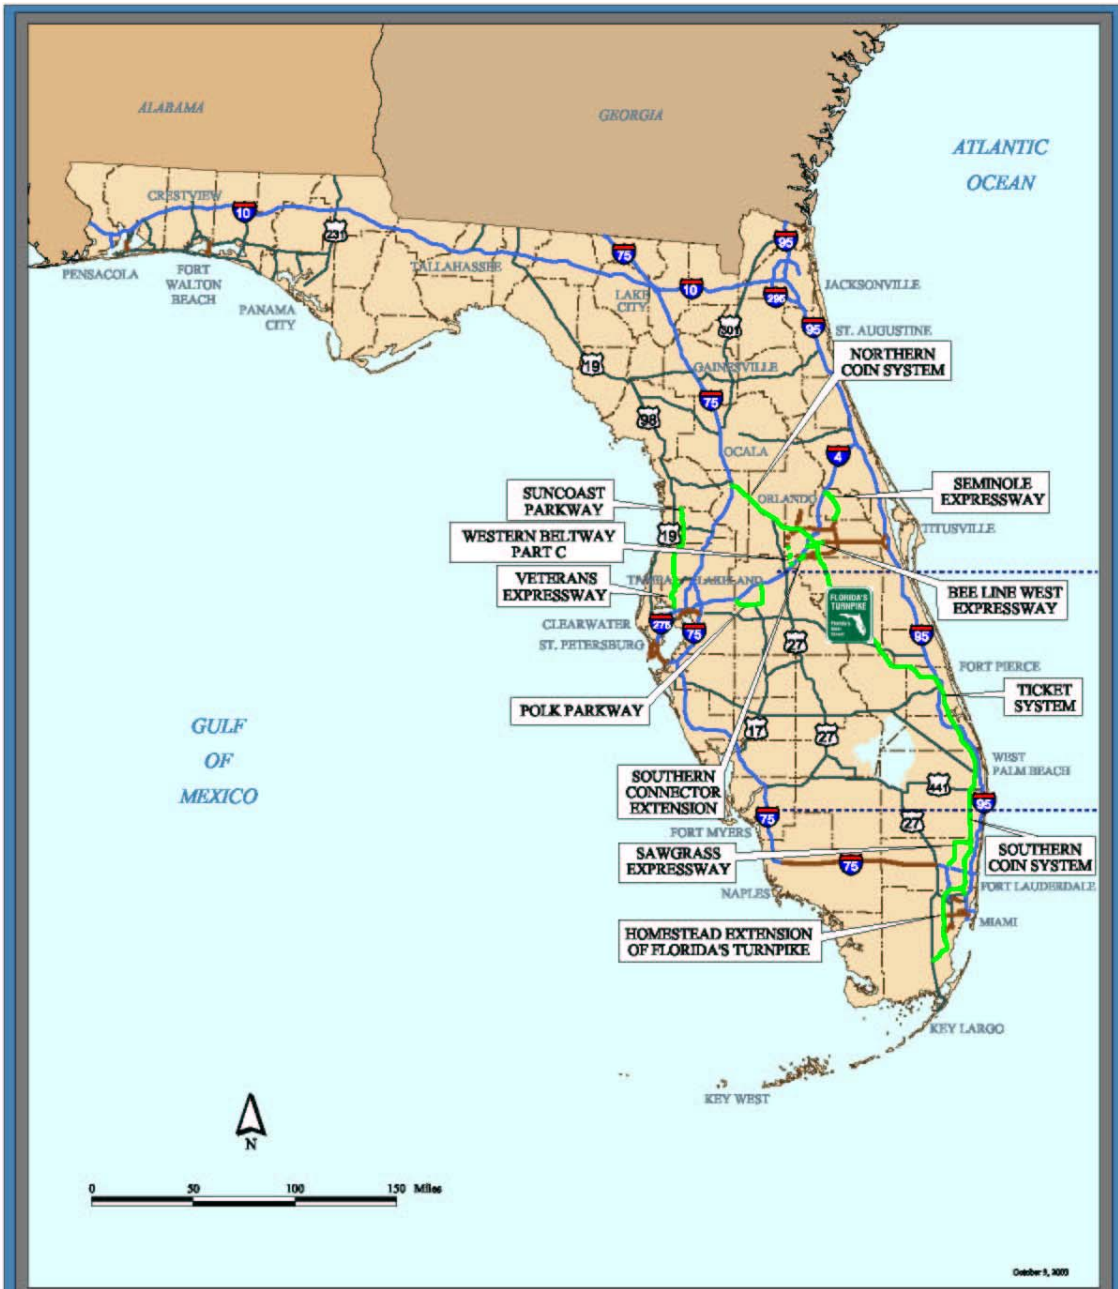 ALABAMA
GEORGIA
ATLANTIC
OCEAN
CRESTVIEW
10
231
PENSACOLA
FORT
WALTON
BEACH
PANAMA
CITY
TALLAHASSEE
75
LAKE
CITY
10
95
295
JACKSONVILLE
301
95
ST. AUGUSTINE
NORTHERN
COIN SYSTEM
19
GAINESVILLE
75
98
OCALA
4
SUNCOAST
PARKWAY
ORLANDO
SEMINOLE
EXPRESSWAY
TITUSVILLE
19
WESTERN BELTWAY
PART C
VETERANS
EXPRESSWAY
TAMPA
LAKELAND
BEE LINE WEST
EXPRESSWAY
FLORIDA'S
TURNPIKE
CLEARWATER
275
75
ST. PETERSBURG
27
95
FORT PIERCE
POLK PARKWAY
TICKET
SYSTEM
GULF
OF
MEXICO
17
27
WEST
PALM BEACH
SOUTHERN
CONNECTOR
EXTENSION
441
95
75
27
FORT MYERS
SAWGRASS
EXPRESSWAY
75
SOUTHERN
COIN SYSTEM
NAPLES
FORT LAUDERDALE
MIAMI
HOMESTEAD EXTENSION
OF FLORIDA'S TURNPIKE
KEY LARGO
KEY WEST
N
0 50 100 150 Miles
October 3, 2003